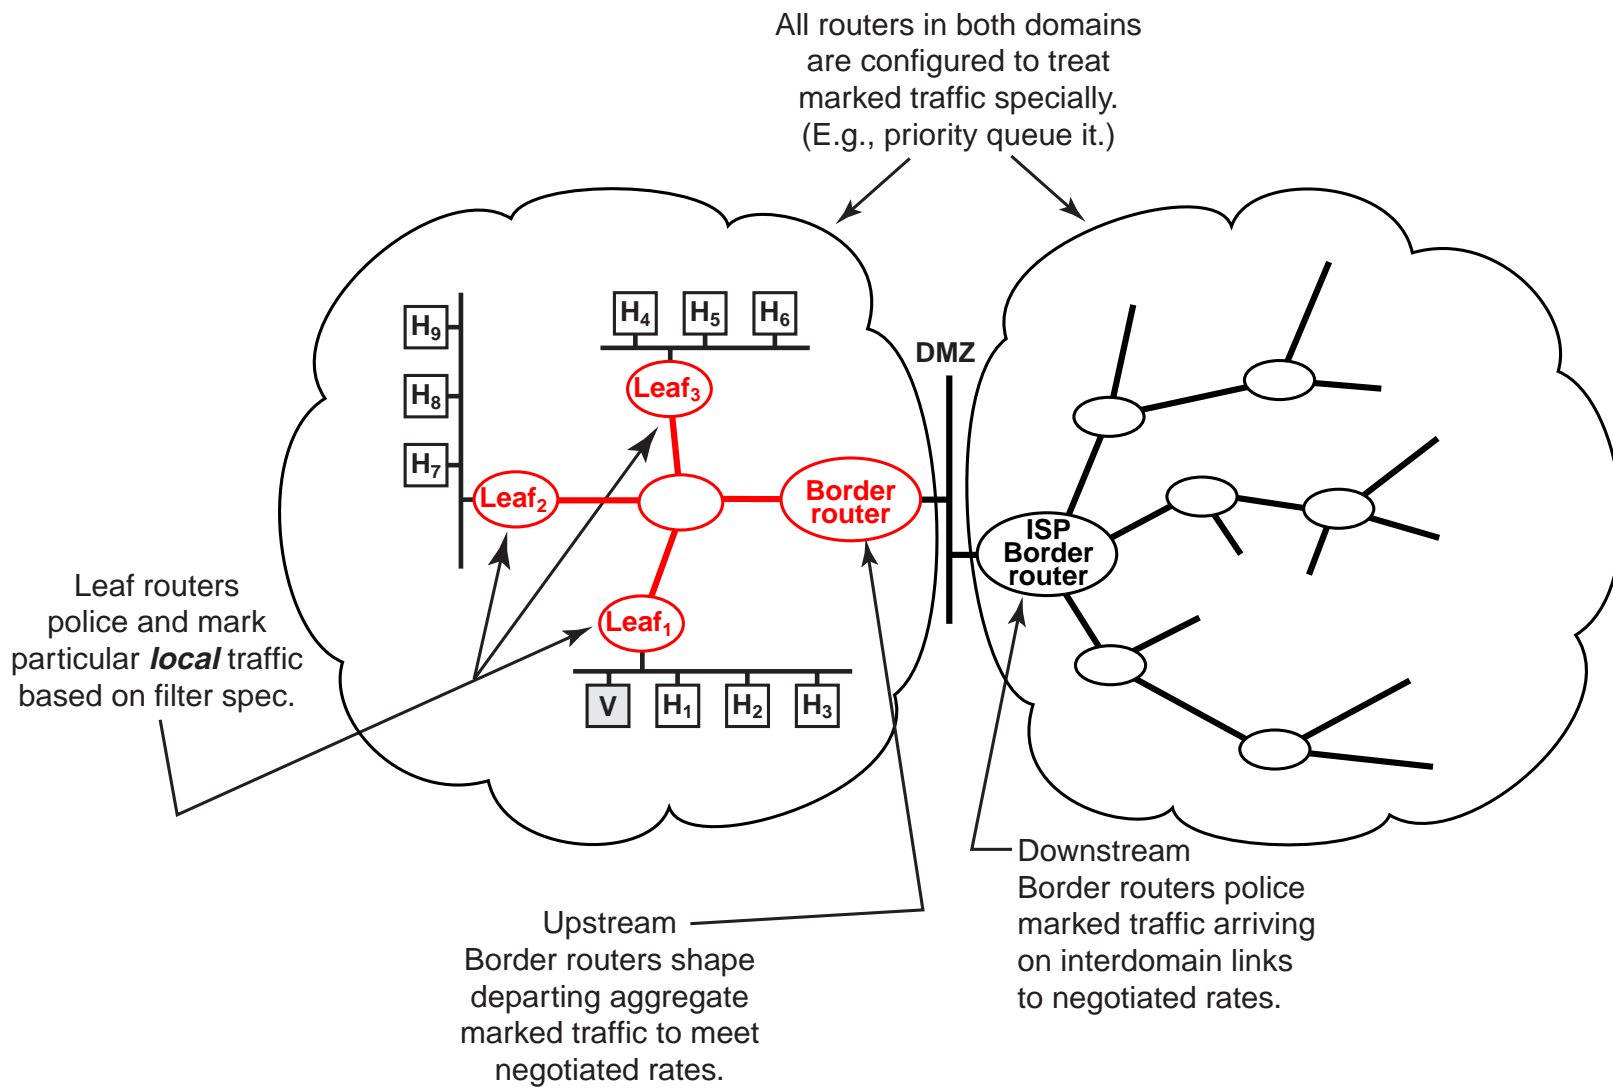 All routers in both domains
are configured to treat
marked traffic specially.
(E.g., priority queue it.)
H9
H8
H7
H4 H5 H6
DMZ
Leaf3
Leaf2
Border
router
ISP
Border
router
Leaf1
V H1 H2 H3
Leaf routers
police and mark
particular local traffic
based on filter spec.
Upstream
Border routers shape
departing aggregate
marked traffic to meet
negotiated rates.
Downstream
Border routers police
marked traffic arriving
on interdomain links
to negotiated rates.